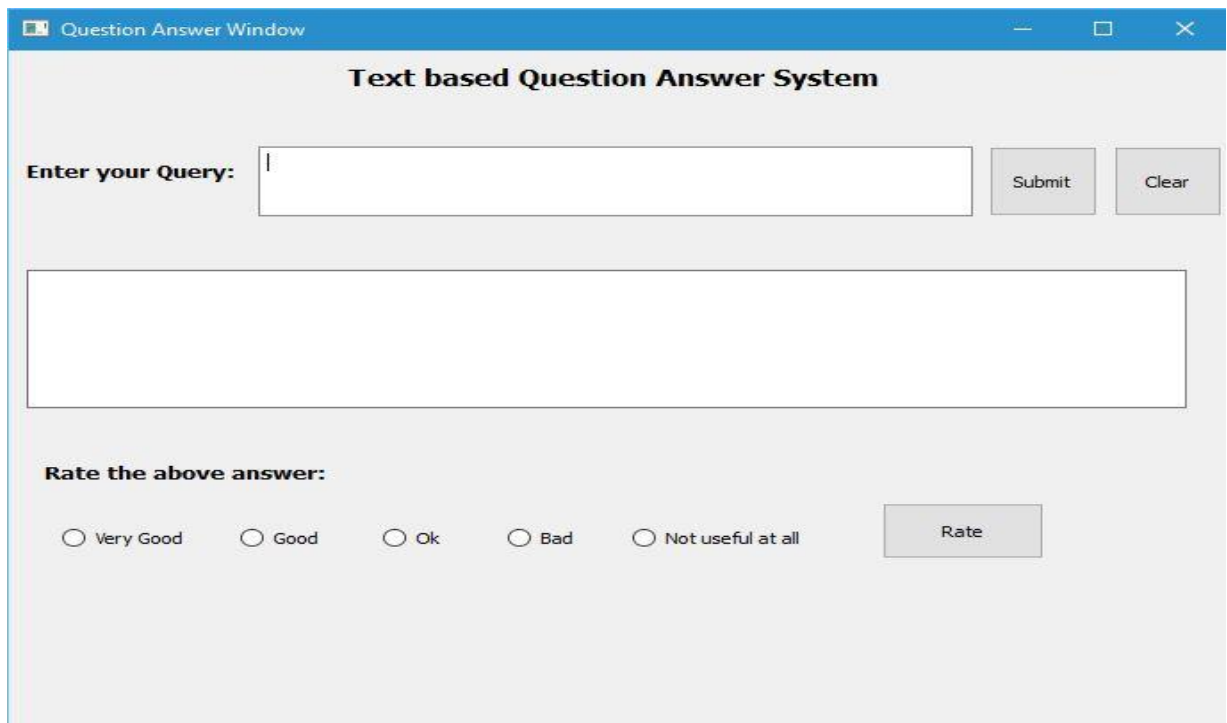 Question Answer Window
Text based Question Answer System
Enter your Query:
Submit
Clear
Rate the above answer:
Very Good
Good
Ok
Bad
Not useful at all
Rate